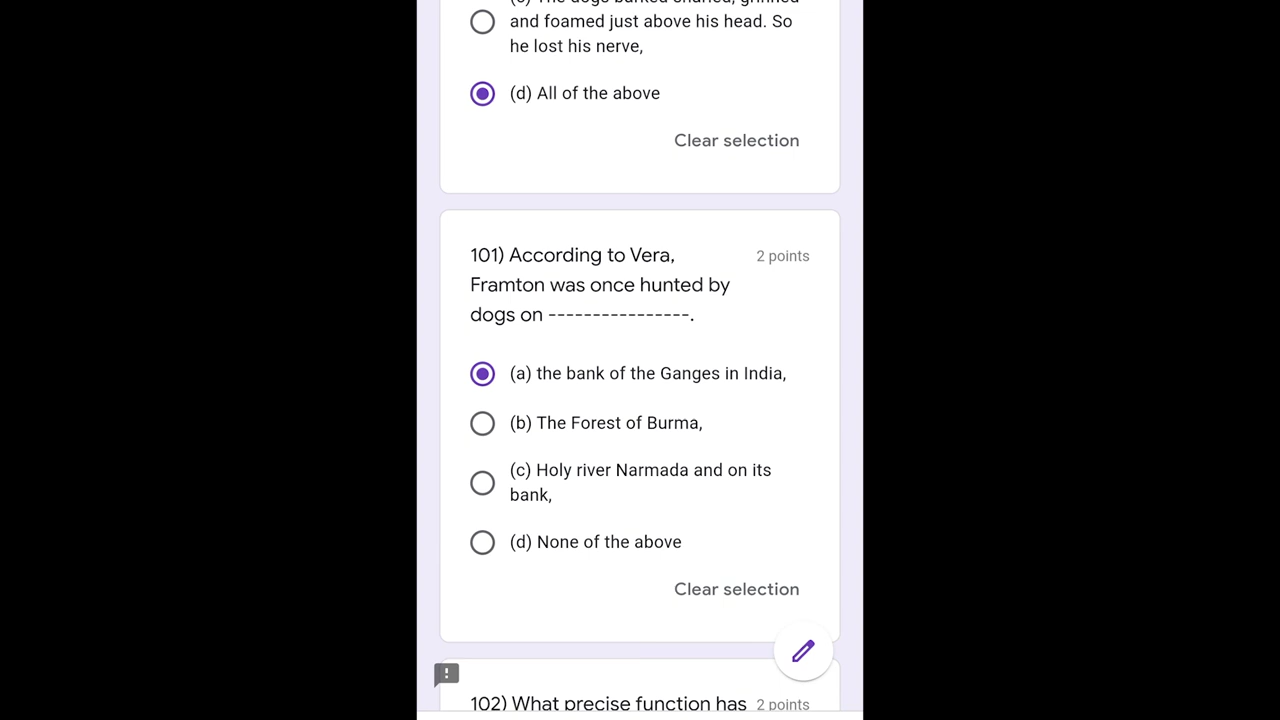 and foamed just above his head. So
he lost his nerve,
(d) All of the above
Clear selection
101) According to Vera,
2 points
Framton was once hunted by
dogs on ----------------.
(a) the bank of the Ganges in India,
(b) The Forest of Burma,
(c) Holy river Narmada and on its
bank,
(d) None of the above
Clear selection
102) What precise function has
2 points